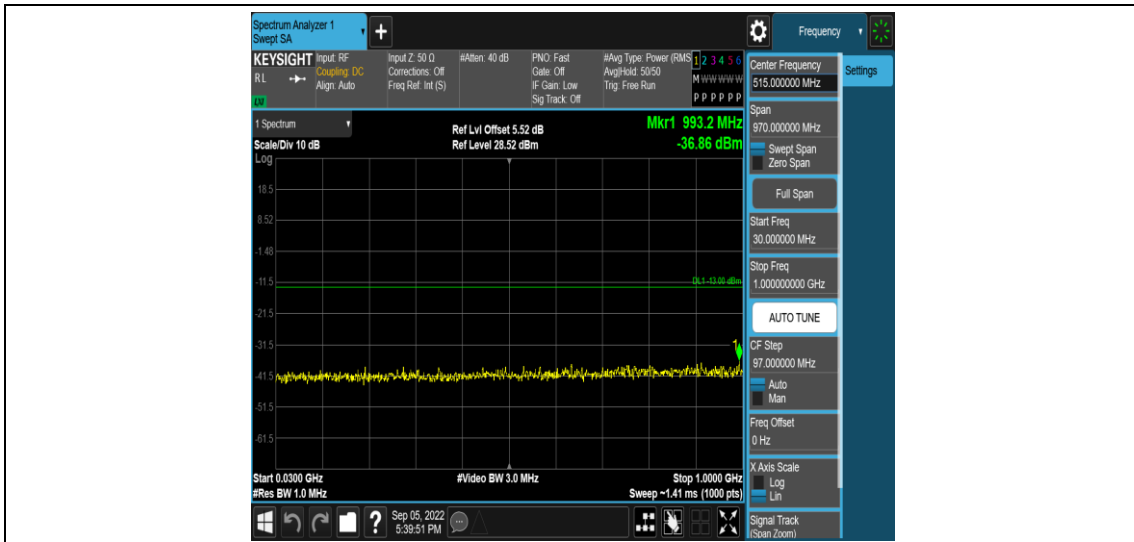 Spectrum Analyzer 1
Swept SA
+
Frequency
KEYSIGHT
RL
LXI
Input: RF
Coupling: DC
Align: Auto
Input Z: 50 Ω
Corrections: Off
Freq Ref: Int (S)
#Atten: 40 dB
PNO: Fast
Gate: Off
IF Gain: Low
Sig Track: Off
#Avg Type: Power (RMS
Avg|Hold: 50/50
Trig: Free Run
1 2 3 4 5 6
M W W W W W
P P P P P P
Center Frequency
515.000000 MHz
Settings
1 Spectrum
Scale/Div 10 dB
Log
Ref Lvl Offset 5.52 dB
Ref Level 28.52 dBm
Mkr1 993.2 MHz
-36.86 dBm
18.5
8.52
-1.48
-11.5
-21.5
-31.5
-41.5
-51.5
-61.5
DL1 -13.00 dBm
1
Start 0.0300 GHz
#Res BW 1.0 MHz
#Video BW 3.0 MHz
Stop 1.0000 GHz
Sweep ~1.41 ms (1000 pts)
Span
970.000000 MHz
Swept Span
Zero Span
Full Span
Start Freq
30.000000 MHz
Stop Freq
1.000000000 GHz
AUTO TUNE
CF Step
97.000000 MHz
Auto
Man
Freq Offset
0 Hz
X Axis Scale
Log
Lin
Signal Track
(Span Zoom)
?
Sep 05, 2022
5:39:51 PM